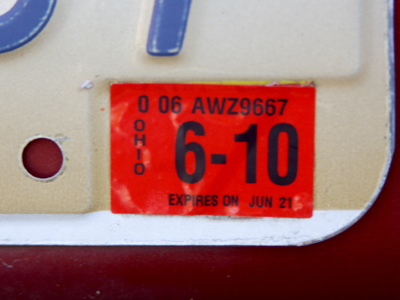 0 06 AWZ9667
OHIO
6-10
EXPIRES ON JUN 21